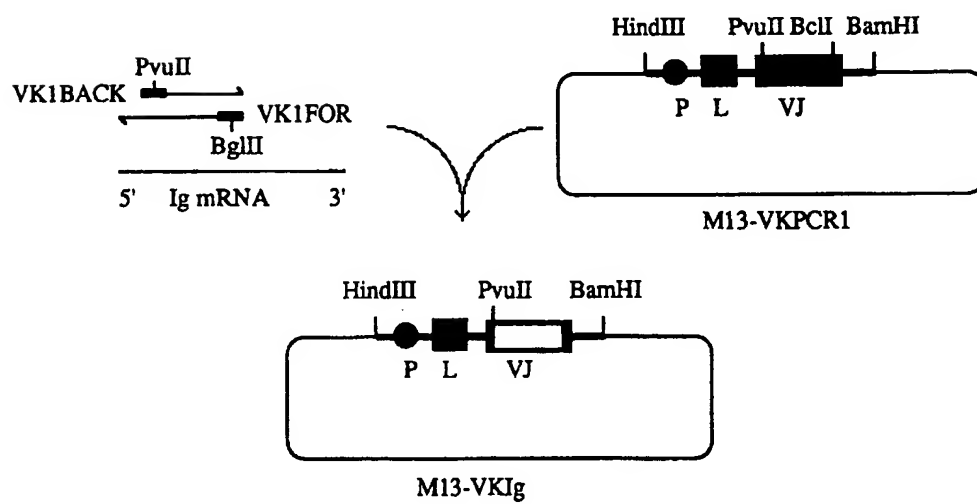 PvuII
VK1BACK
VK1FOR
BglII
5' Ig mRNA 3'
HindIII PvuII BclI BamHI
P L VJ
M13-VKPCR1
HindIII PvuII BamHI
P L VJ
M13-VKIg